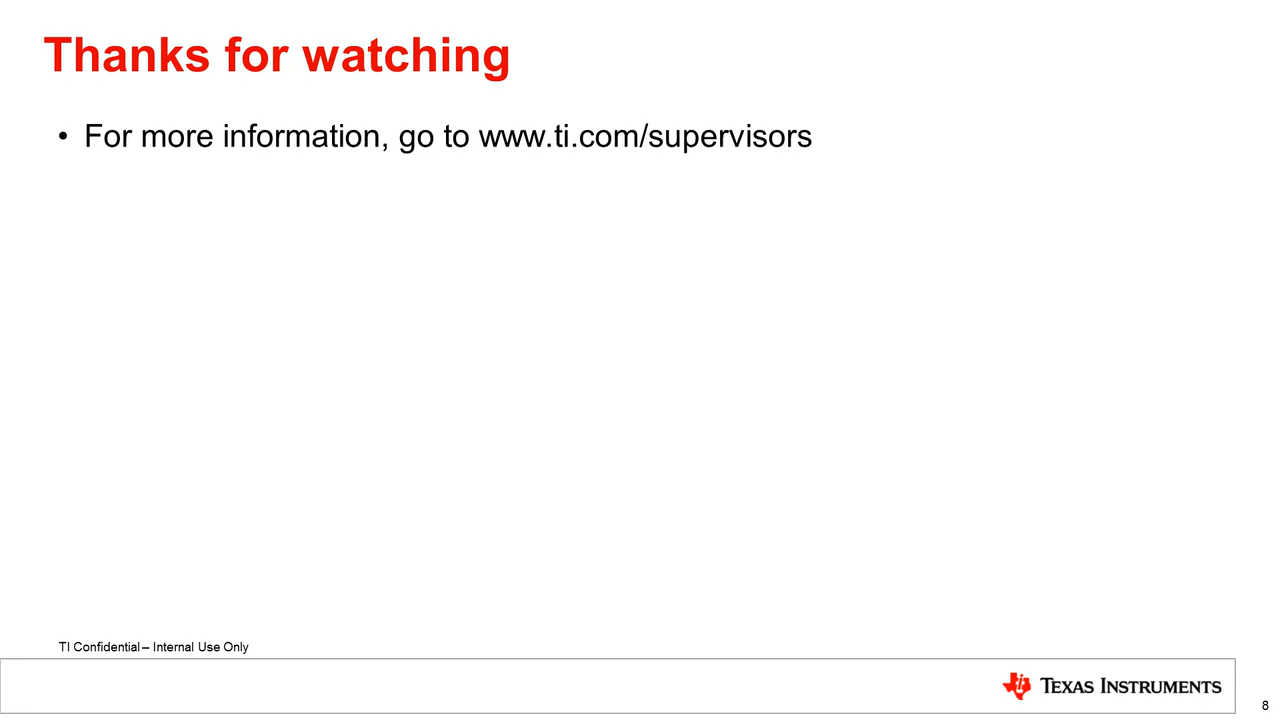 Thanks for watching
• For more information, go to www.ti.com/supervisors
TI Confidential – Internal Use Only
TEXAS INSTRUMENTS
8